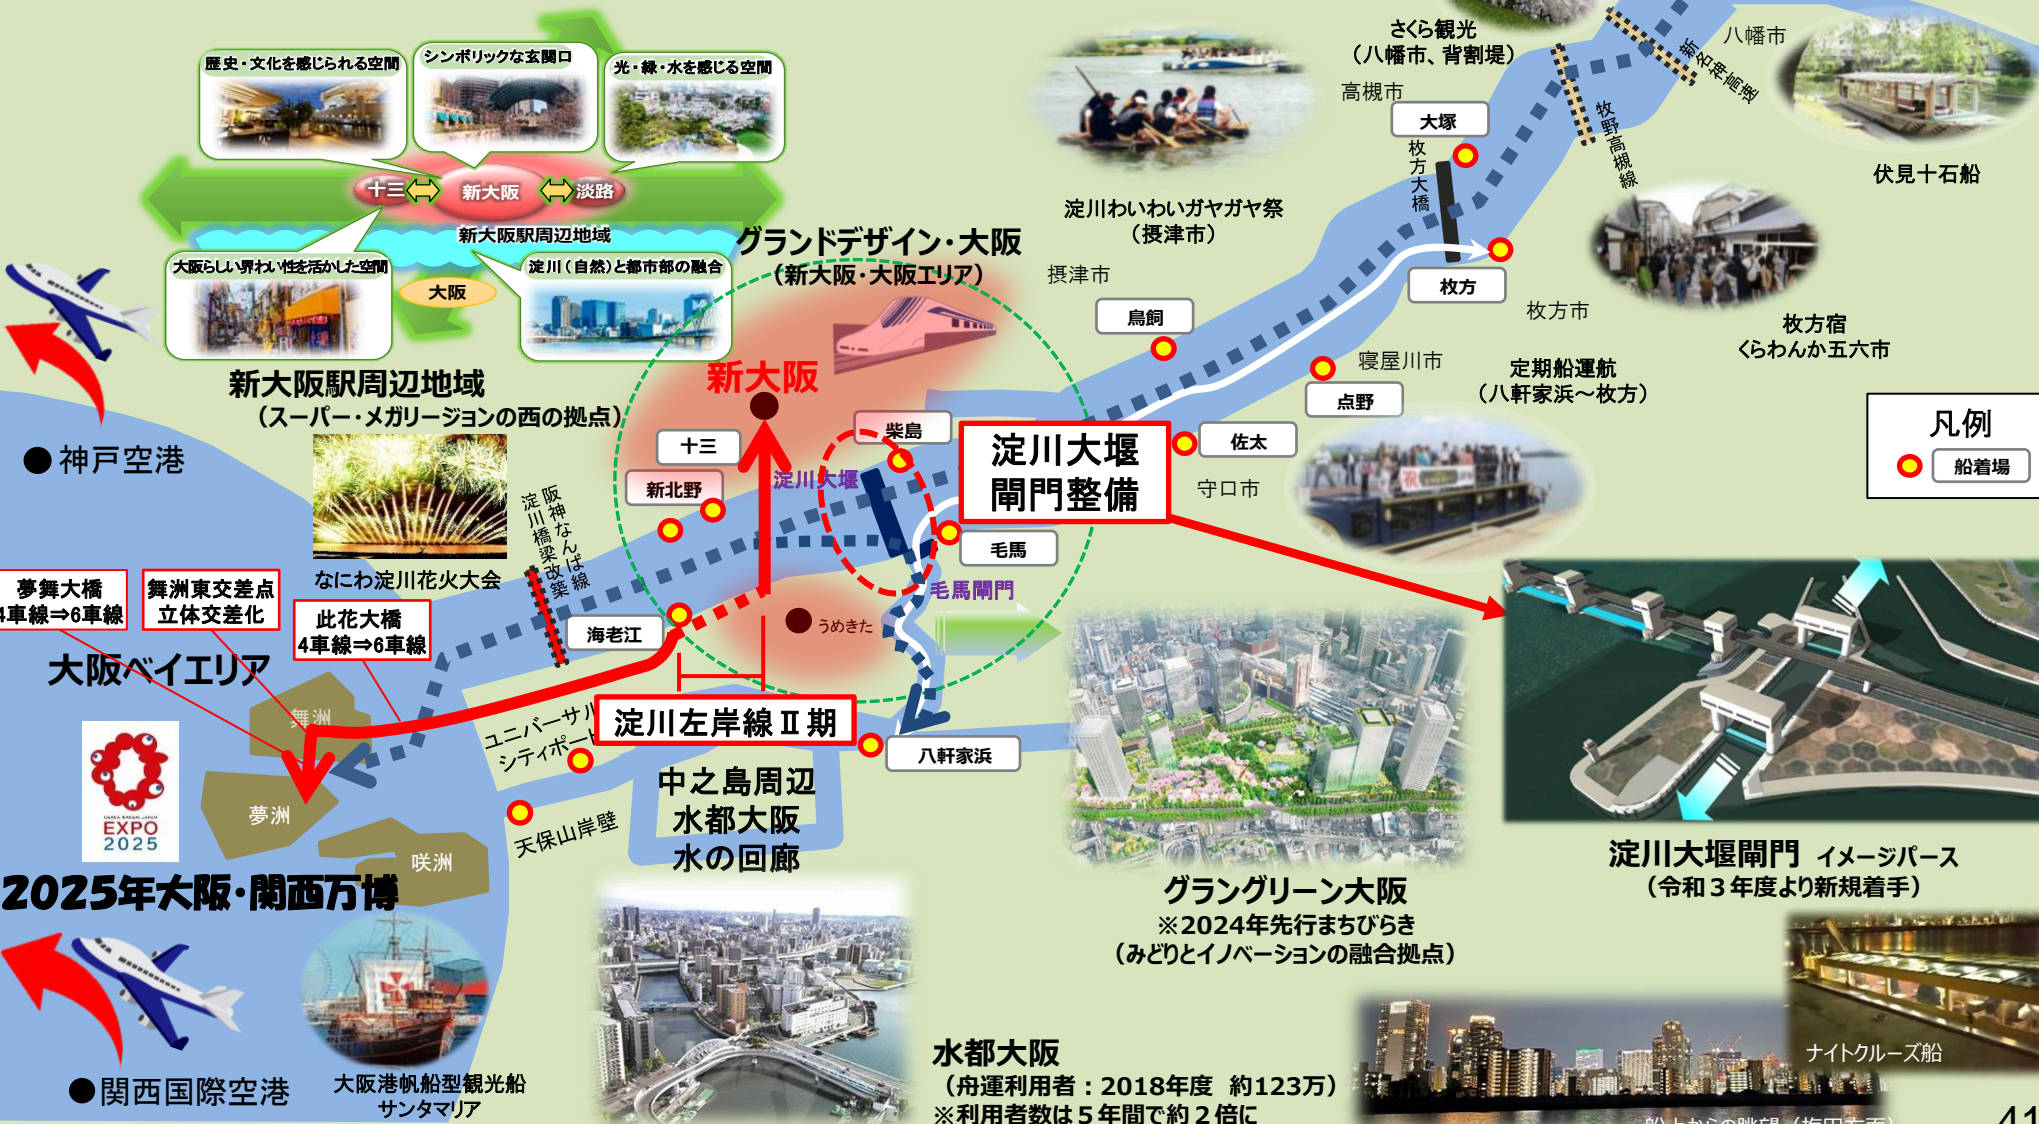 歴史・文化を感じられる空間
シンボリックな玄関口
光・緑・水を感じる空間
十三
新大阪
淡路
新大阪駅周辺地域
大阪らしい界わい性を活かした空間
大阪
淀川(自然)と都市部の融合
新大阪駅周辺地域
(スーパー・メガリージョンの西の拠点)
グランドデザイン・大阪
(新大阪・大阪エリア)
さくら観光
(八幡市、背割堤)
高槻市
大塚
枚方大橋
牧野高槻線
新名神高速
八幡市
伏見十石船
淀川わいわいガヤガヤ祭
(摂津市)
摂津市
鳥飼
枚方
枚方市
枚方宿
くらわんか五六市
寝屋川市
点野
定期船運航
(八軒家浜~枚方)
佐太
守口市
凡例
船着場
●神戸空港
なにわ淀川花火大会
新大阪
十三
新北野
柴島
淀川大堰
淀川大堰
閘門整備
毛馬
毛馬閘門
阪神なんば線
淀川橋梁改築
海老江
うめきた
夢舞大橋
4車線⇒6車線
舞洲東交差点
立体交差化
此花大橋
4車線⇒6車線
大阪ベイエリア
舞洲
夢洲
咲洲
OSAKA, KANSAI, JAPAN
EXPO
2025
2025年大阪・関西万博
ユニバーサル
シティポート
淀川左岸線Ⅱ期
八軒家浜
天保山岸壁
中之島周辺
水都大阪
水の回廊
グラングリーン大阪
※2024年先行まちびらき
(みどりとイノベーションの融合拠点)
淀川大堰閘門 イメージパース
(令和3年度より新規着手)
●関西国際空港
大阪港帆船型観光船
サンタマリア
水都大阪
(舟運利用者:2018年度 約123万)
※利用者数は5年間で約2倍に
ナイトクルーズ船
船上からの眺望(梅田方面)
41